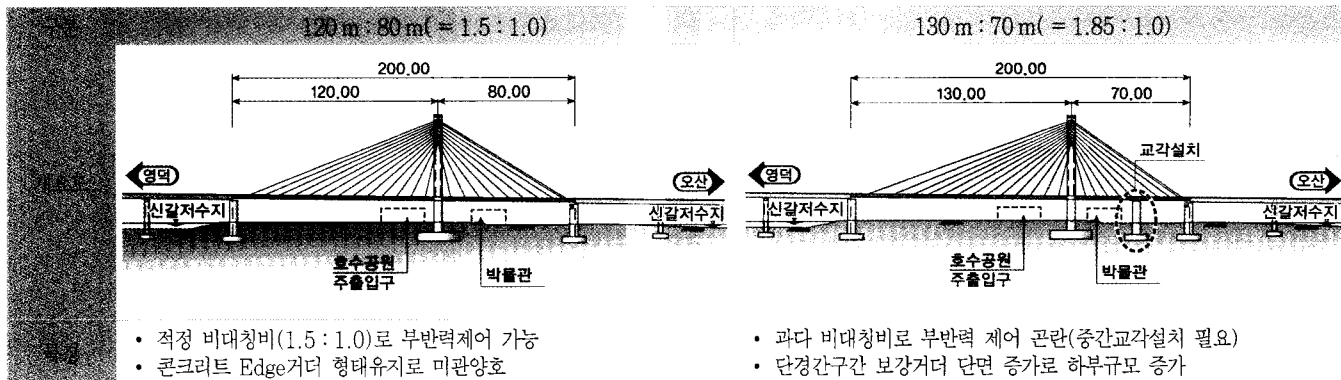 구분
120 m : 80 m( = 1.5 : 1.0)
130 m : 70 m( = 1.85 : 1.0)
200.00
120.00
80.00
영덕
오산
신갈저수지
신갈저수지
호수공원
주출입구
박물관
200.00
130.00
70.00
교각설치
영덕
오산
신갈저수지
신갈저수지
호수공원
주출입구
박물관
• 적정 비대칭비(1.5 : 1.0)로 부반력제어 가능
• 콘크리트 Edge거더 형태유지로 미관양호
• 과다 비대칭비로 부반력 제어 곤란(중간교각설치 필요)
• 단경간구간 보강거더 단면 증가로 하부규모 증가